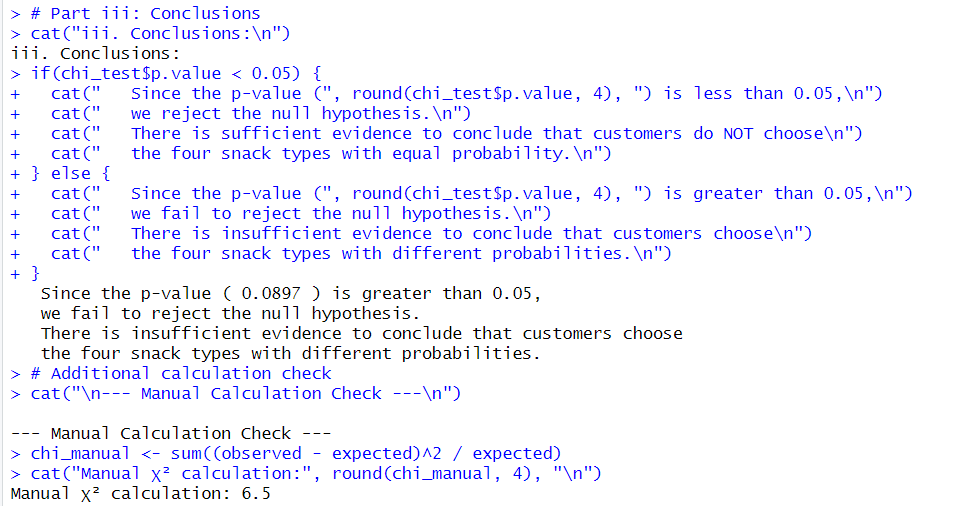 > # Part iii: Conclusions
> cat("iii. Conclusions:\n")
iii. Conclusions:
> if(chi_test$p.value < 0.05) {
+   cat("   Since the p-value (", round(chi_test$p.value, 4), ") is less than 0.05,\n")
+   cat("   we reject the null hypothesis.\n")
+   cat("   There is sufficient evidence to conclude that customers do NOT choose\n")
+   cat("   the four snack types with equal probability.\n")
+ } else {
+   cat("   Since the p-value (", round(chi_test$p.value, 4), ") is greater than 0.05,\n")
+   cat("   we fail to reject the null hypothesis.\n")
+   cat("   There is insufficient evidence to conclude that customers choose\n")
+   cat("   the four snack types with different probabilities.\n")
+ }
   Since the p-value ( 0.0897 ) is greater than 0.05,
   we fail to reject the null hypothesis.
   There is insufficient evidence to conclude that customers choose
   the four snack types with different probabilities.
> # Additional calculation check
> cat("\n--- Manual Calculation Check ---\n")

--- Manual Calculation Check ---
> chi_manual <- sum((observed - expected)^2 / expected)
> cat("Manual χ² calculation:", round(chi_manual, 4), "\n")
Manual χ² calculation: 6.5